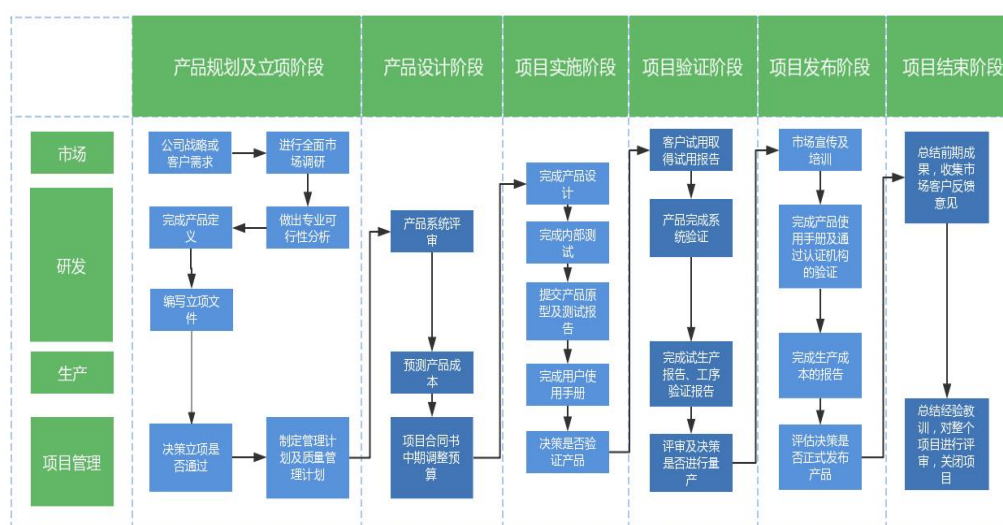 产品规划及立项阶段
产品设计阶段
项目实施阶段
项目验证阶段
项目发布阶段
项目结束阶段
市场
公司战略或
客户需求
进行全面市
场调研
客户试用取
得试用报告
市场宣传及
培训
总结前期成
果，收集市
场客户反馈
意见
研发
完成产品定
义
做出专业可
行性分析
编写立项文
件
产品系统评
审
完成产品设
计
完成内部测
试
提交产品原
型及测试报
告
产品完成系
统验证
完成产品使
用手册及通
过认证机构
的验证
生产
预测产品成
本
完成用户使
用手册
完成试生产
报告、工序
验证报告
完成生产成
本的报告
项目管理
决策立项是
否通过
制定管理计
划及质量管
理计划
项目合同书
中期调整预
算
决策是否验
证产品
评审及决策
是否进行量
产
评估决策是
否正式发布
产品
总结经验教
训，对整个
项目进行评
审，关闭项
目